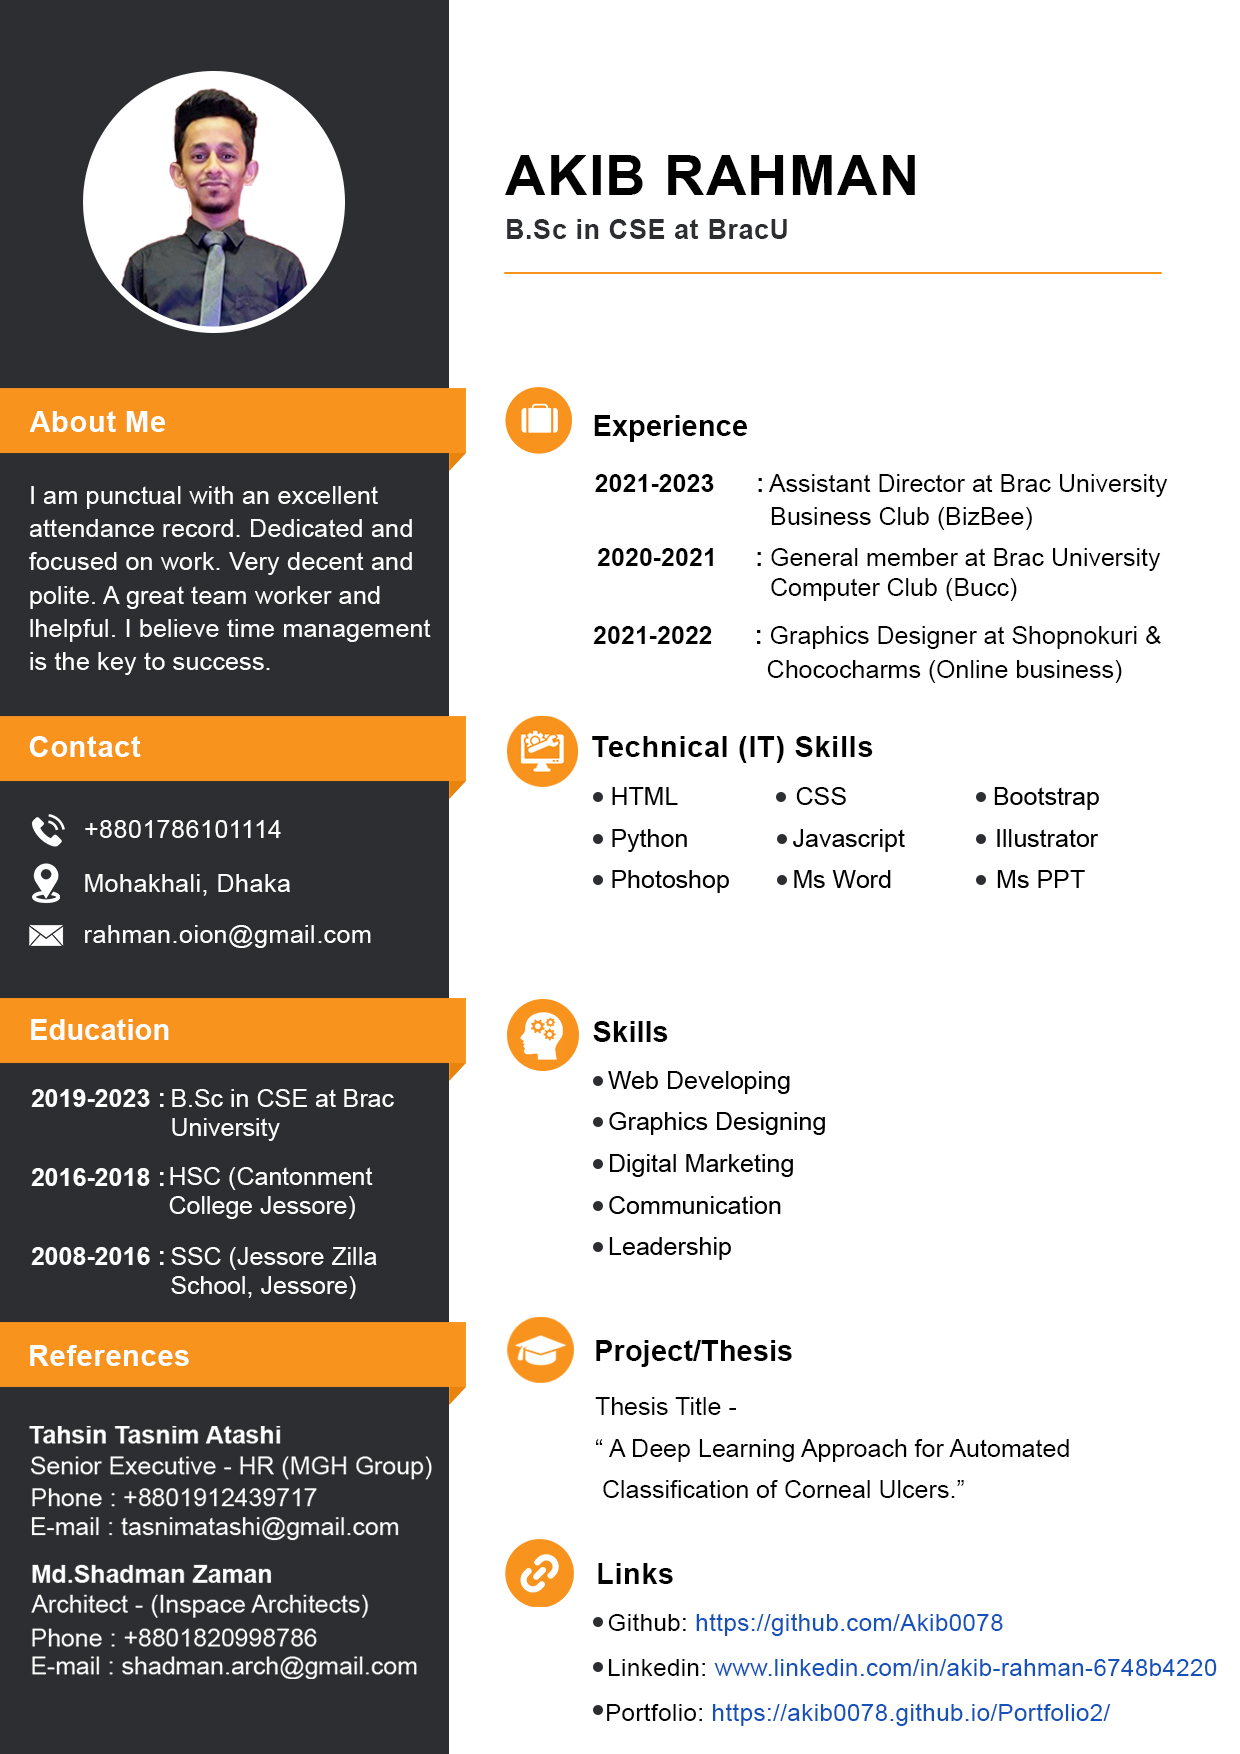 AKIB RAHMAN
B.Sc in CSE at BracU
About Me
I am punctual with an excellent
attendance record. Dedicated and
focused on work. Very decent and
polite. A great team worker and
lhelpful. I believe time management
is the key to success.
Contact
+8801786101114
Mohakhali, Dhaka
rahman.oion@gmail.com
Education
2019-2023 : B.Sc in CSE at Brac
University
2016-2018 : HSC (Cantonment
College Jessore)
2008-2016 : SSC (Jessore Zilla
School, Jessore)
References
Tahsin Tasnim Atashi
Senior Executive - HR (MGH Group)
Phone : +8801912439717
E-mail : tasnimatashi@gmail.com
Md.Shadman Zaman
Architect - (Inspace Architects)
Phone : +8801820998786
E-mail : shadman.arch@gmail.com
Experience
2021-2023 : Assistant Director at Brac University
Business Club (BizBee)
2020-2021 : General member at Brac University
Computer Club (Bucc)
2021-2022 : Graphics Designer at Shopnokuri &
Chococharms (Online business)
Technical (IT) Skills
• HTML • CSS • Bootstrap
• Python • Javascript • Illustrator
• Photoshop • Ms Word • Ms PPT
Skills
• Web Developing
• Graphics Designing
• Digital Marketing
• Communication
• Leadership
Project/Thesis
Thesis Title -
“ A Deep Learning Approach for Automated
Classification of Corneal Ulcers.”
Links
• Github: https://github.com/Akib0078
• Linkedin: www.linkedin.com/in/akib-rahman-6748b4220
• Portfolio: https://akib0078.github.io/Portfolio2/